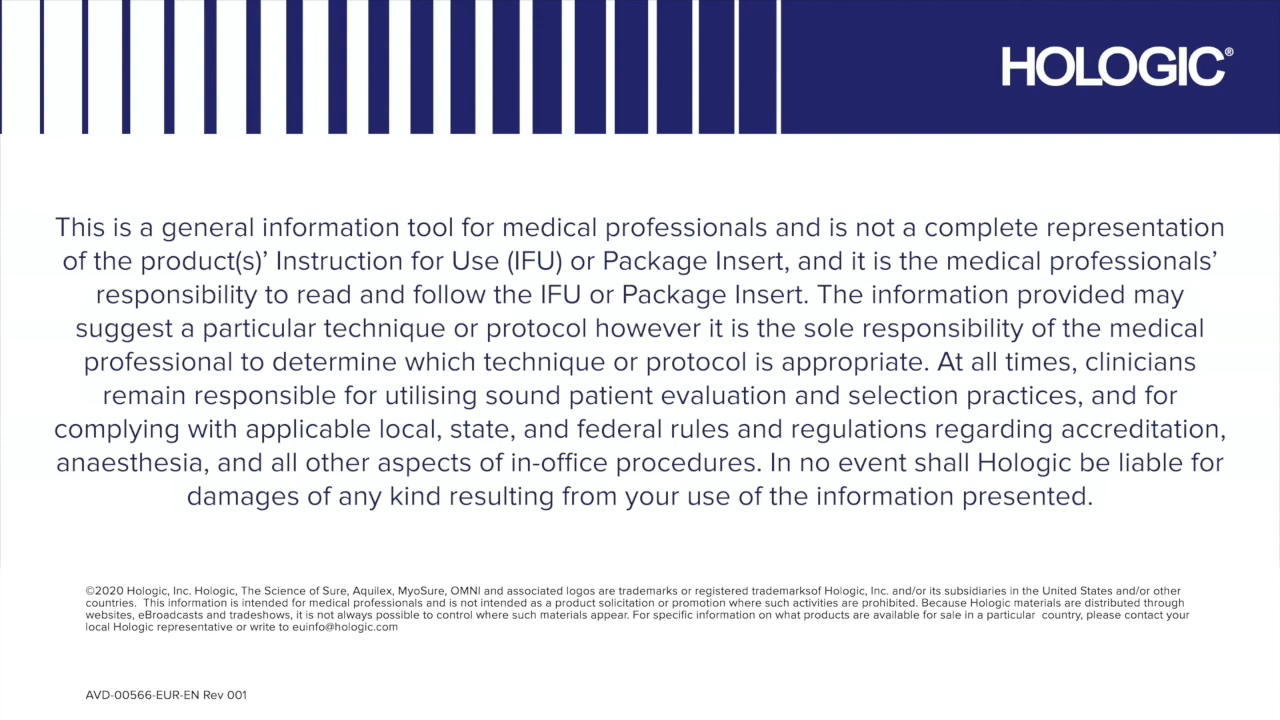 HOLOGIC®
This is a general information tool for medical professionals and is not a complete representation
of the product(s)’ Instruction for Use (IFU) or Package Insert, and it is the medical professionals’
responsibility to read and follow the IFU or Package Insert. The information provided may
suggest a particular technique or protocol however it is the sole responsibility of the medical
professional to determine which technique or protocol is appropriate. At all times, clinicians
remain responsible for utilising sound patient evaluation and selection practices, and for
complying with applicable local, state, and federal rules and regulations regarding accreditation,
anaesthesia, and all other aspects of in-office procedures. In no event shall Hologic be liable for
damages of any kind resulting from your use of the information presented.
©2020 Hologic, Inc. Hologic, The Science of Sure, Aquilex, MyoSure, OMNI and associated logos are trademarks or registered trademarksof Hologic, Inc. and/or its subsidiaries in the United States and/or other
countries. This information is intended for medical professionals and is not intended as a product solicitation or promotion where such activities are prohibited. Because Hologic materials are distributed through
websites, eBroadcasts and tradeshows, it is not always possible to control where such materials appear. For specific information on what products are available for sale in a particular country, please contact your
local Hologic representative or write to euinfo@hologic.com
AVD-00566-EUR-EN Rev 001